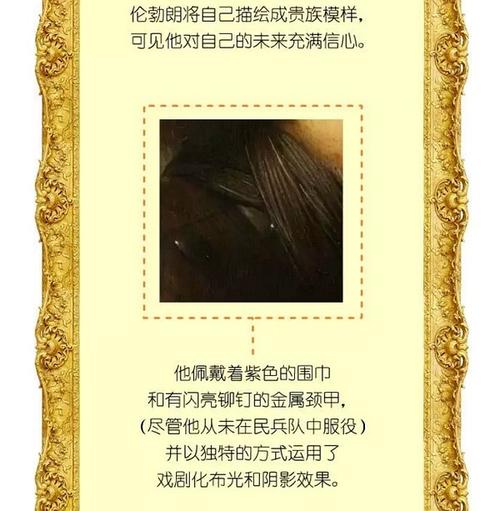 伦勃朗将自己描绘成贵族模样，
可见他对自己的未来充满信心。
他佩戴着紫色的围巾
和有闪亮铆钉的金属颈甲，
（尽管他从未在民兵队中服役）
并以独特的方式运用了
戏剧化布光和阴影效果。